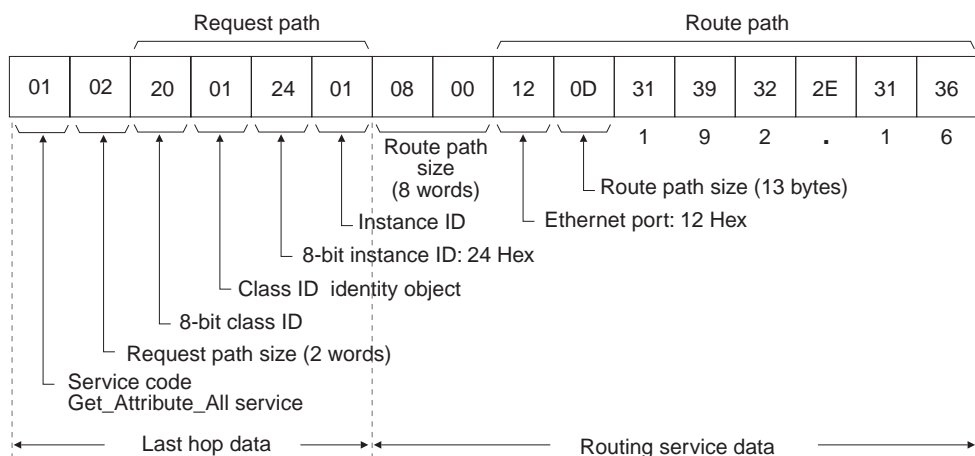 Request path
Route path
01 02 20 01 24 01 08 00 12 0D 31 39 32 2E 31 36
1 9 2 . 1 6
Route path
size
(8 words)
Route path size (13 bytes)
Instance ID
Ethernet port: 12 Hex
8-bit instance ID: 24 Hex
Class ID identity object
8-bit class ID
Request path size (2 words)
Service code
Get_Attribute_All service
Last hop data
Routing service data